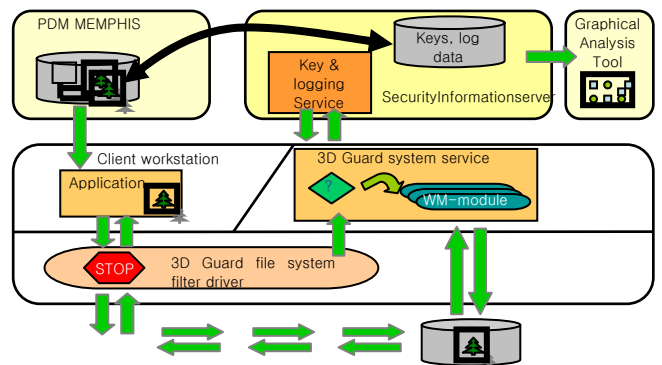 PDM MEMPHIS
Keys, log
data
Graphical
Analysis
Tool
Key &
logging
Service
SecurityInformationserver
Client workstation
3D Guard system service
Application
?
WM-module
STOP
3D Guard file system
filter driver